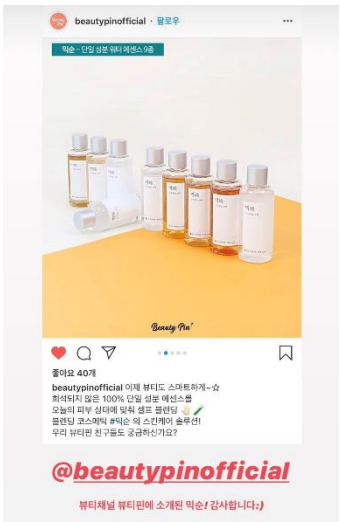 beautypinofficial · 팔로우
믹순 - 단일 성분 워터 에센스 9종
Beauty Pin
좋아요 40개
beautypinofficial 이제 뷰티도 스마트하게~☆
희석되지 않은 100% 단일 성분 에센스를
오늘의 피부 상태에 맞춰 셀프 블렌딩 🤚🏻🧪
블렌딩 코스메틱 #믹순 의 스킨케어 솔루션!
우리 뷰티핀 친구들도 궁금하신가요?
@beautypinofficial
뷰티채널 뷰티핀에 소개된 믹순! 감사합니다:)